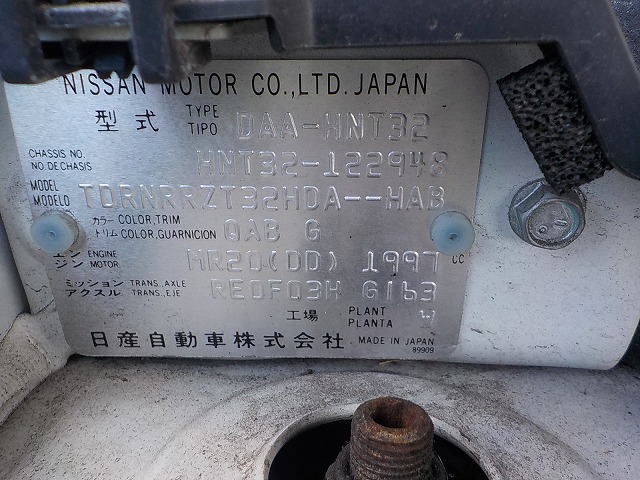 NISSAN MOTOR CO.,LTD. JAPAN
型式 TYPE TIPO DAA-HNT32
CHASSIS NO. NO.DE CHASIS HNT32-122948
MODEL MODELO TDRNRRZT32HDA--HAB
カラー COLOR,TRIM トリム COLOR,GUARNICION QAB G
エンジン ENGINE MOTOR MR20(DD) 1997 CC
ミッション TRANS.,AXLE アクスル TRANS.,EJE RE0F03H G163
工場 PLANT PLANTA
日産自動車株式会社 MADE IN JAPAN
89909